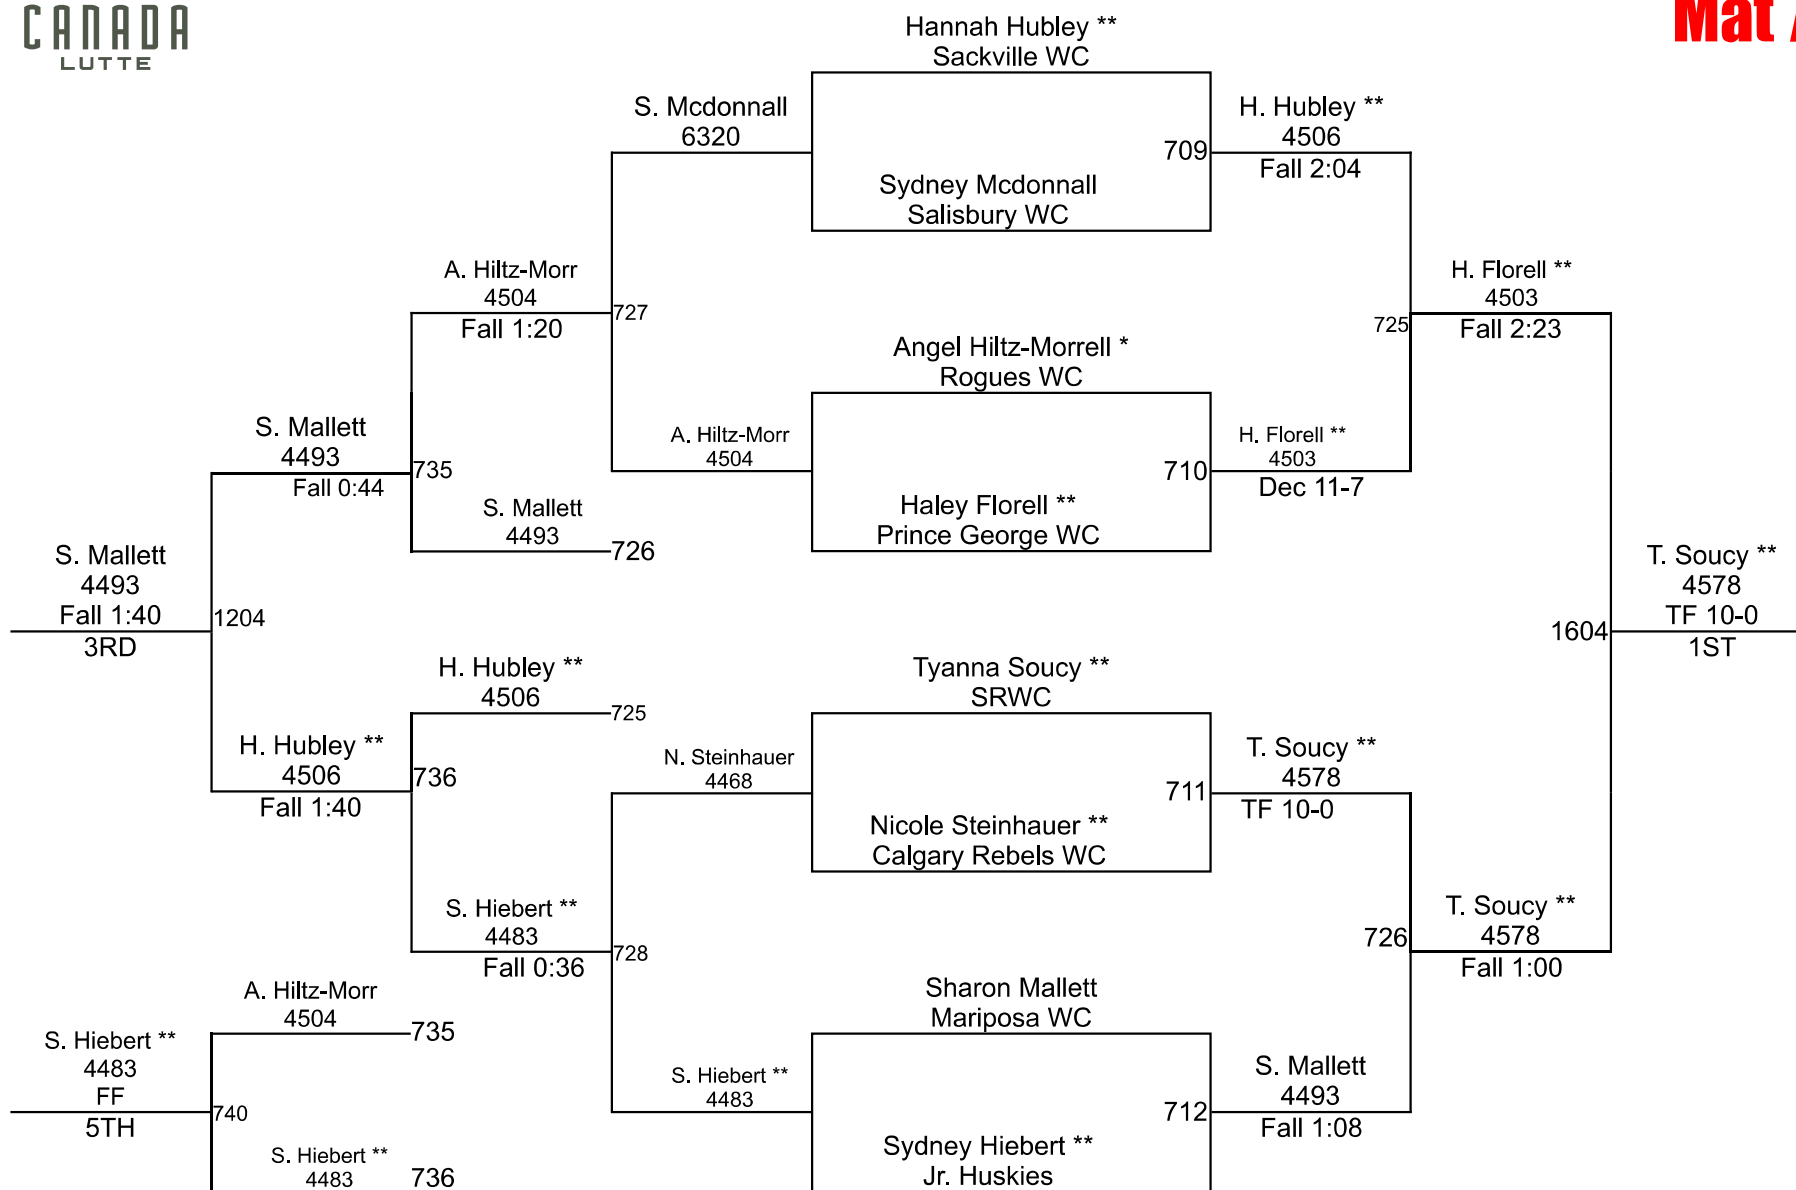 CANADA
LUTTE
Mat
Hannah Hubley **
Sackville WC
S. Mcdonnall
6320
H. Hubley **
4506
709
Fall 2:04
Sydney Mcdonnall
Salisbury WC
A. Hiltz-Morr
4504
727
Fall 1:20
H. Florell **
4503
725
Fall 2:23
Angel Hiltz-Morrell *
Rogues WC
S. Mallett
4493
735
Fall 0:44
A. Hiltz-Morr
4504
H. Florell **
4503
710
Dec 11-7
Haley Florell **
Prince George WC
S. Mallett
4493
726
S. Mallett
4493
Fall 1:40
1204
3RD
T. Soucy **
4578
TF 10-0
1604
1ST
H. Hubley **
4506
725
Tyanna Soucy **
SRWC
H. Hubley **
4506
736
Fall 1:40
N. Steinhauer
4468
T. Soucy **
4578
711
TF 10-0
Nicole Steinhauer **
Calgary Rebels WC
S. Hiebert **
4483
728
Fall 0:36
T. Soucy **
4578
726
Fall 1:00
A. Hiltz-Morr
4504
735
Sharon Mallett
Mariposa WC
S. Hiebert **
4483
FF
740
5TH
S. Hiebert **
4483
S. Mallett
4493
712
Fall 1:08
S. Hiebert **
4483
736
Sydney Hiebert **
Jr. Huskies